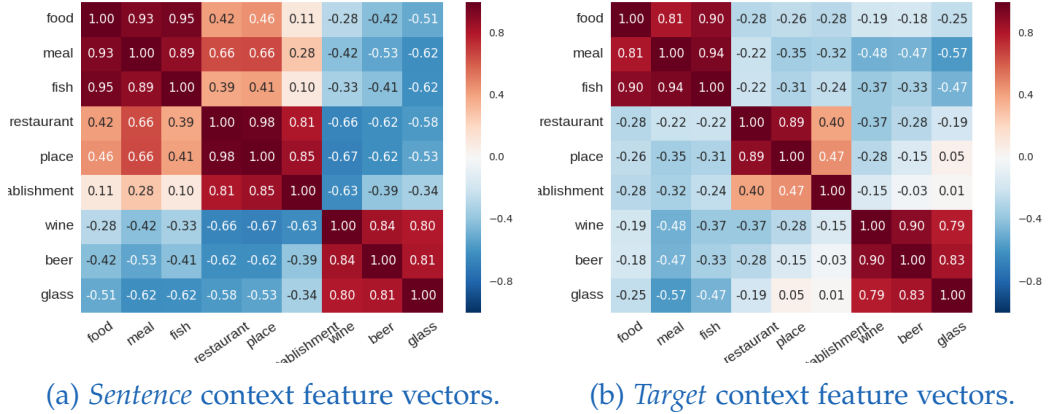 food 1.00 0.93 0.95 0.42 0.46 0.11 -0.28 -0.42 -0.51
meal 0.93 1.00 0.89 0.66 0.66 0.28 -0.42 -0.53 -0.62
fish 0.95 0.89 1.00 0.39 0.41 0.10 -0.33 -0.41 -0.62
restaurant 0.42 0.66 0.39 1.00 0.98 0.81 -0.66 -0.62 -0.58
place 0.46 0.66 0.41 0.98 1.00 0.85 -0.67 -0.62 -0.53
ablishment 0.11 0.28 0.10 0.81 0.85 1.00 -0.63 -0.39 -0.34
wine -0.28 -0.42 -0.33 -0.66 -0.67 -0.63 1.00 0.84 0.80
beer -0.42 -0.53 -0.41 -0.62 -0.62 -0.39 0.84 1.00 0.81
glass -0.51 -0.62 -0.62 -0.58 -0.53 -0.34 0.80 0.81 1.00
food meal fish restaurant place tablishment wine beer glass
0.8
0.4
0.0
−0.4
−0.8
(a) Sentence context feature vectors.
food 1.00 0.81 0.90 -0.28 -0.26 -0.28 -0.19 -0.18 -0.25
meal 0.81 1.00 0.94 -0.22 -0.35 -0.32 -0.48 -0.47 -0.57
fish 0.90 0.94 1.00 -0.22 -0.31 -0.24 -0.37 -0.33 -0.47
restaurant -0.28 -0.22 -0.22 1.00 0.89 0.40 -0.37 -0.28 -0.19
place -0.26 -0.35 -0.31 0.89 1.00 0.47 -0.28 -0.15 0.05
ablishment -0.28 -0.32 -0.24 0.40 0.47 1.00 -0.15 -0.03 0.01
wine -0.19 -0.48 -0.37 -0.37 -0.28 -0.15 1.00 0.90 0.79
beer -0.18 -0.47 -0.33 -0.28 -0.15 -0.03 0.90 1.00 0.83
glass -0.25 -0.57 -0.47 -0.19 0.05 0.01 0.79 0.83 1.00
food meal fish restaurant place tablishment wine beer glass
0.8
0.4
0.0
−0.4
−0.8
(b) Target context feature vectors.